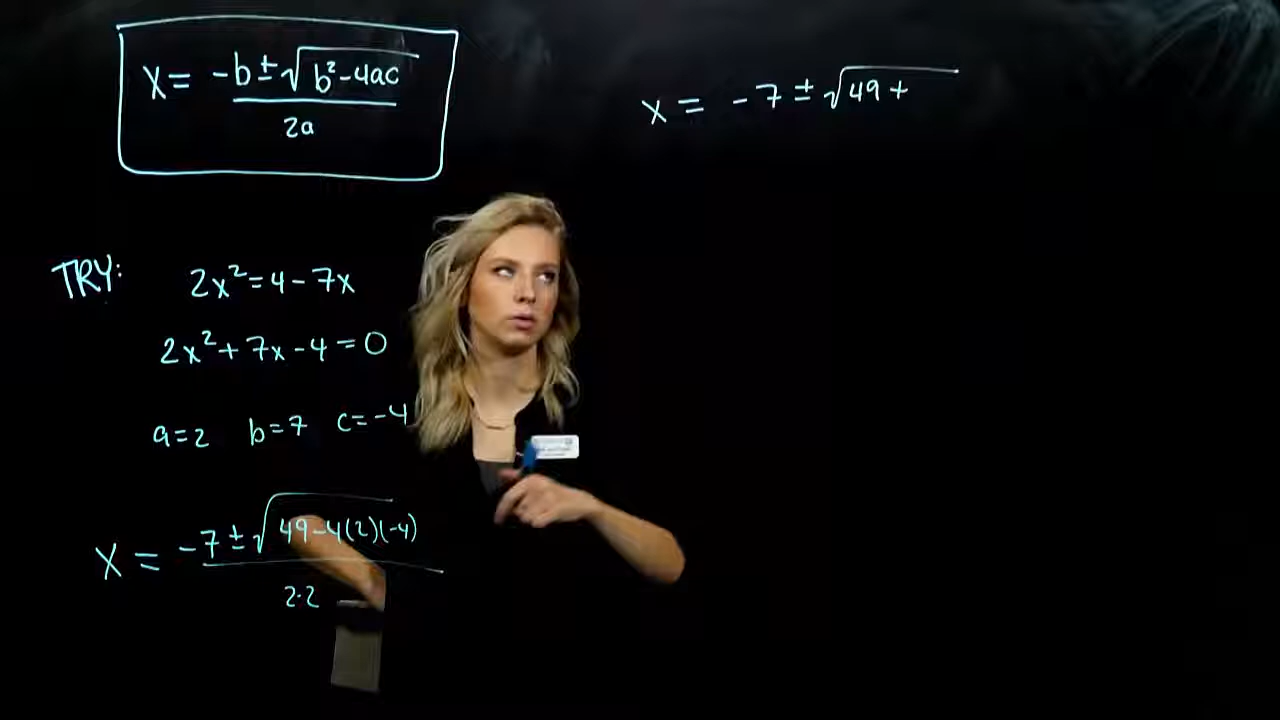 x = -b ± √b² - 4ac
2a
TRY: 2x² = 4 - 7x
2x² + 7x - 4 = 0
a = 2 b = 7 c = -4
x = -7 ± √49 - 4(2)(-4)
2·2
x = -7 ± √49 +